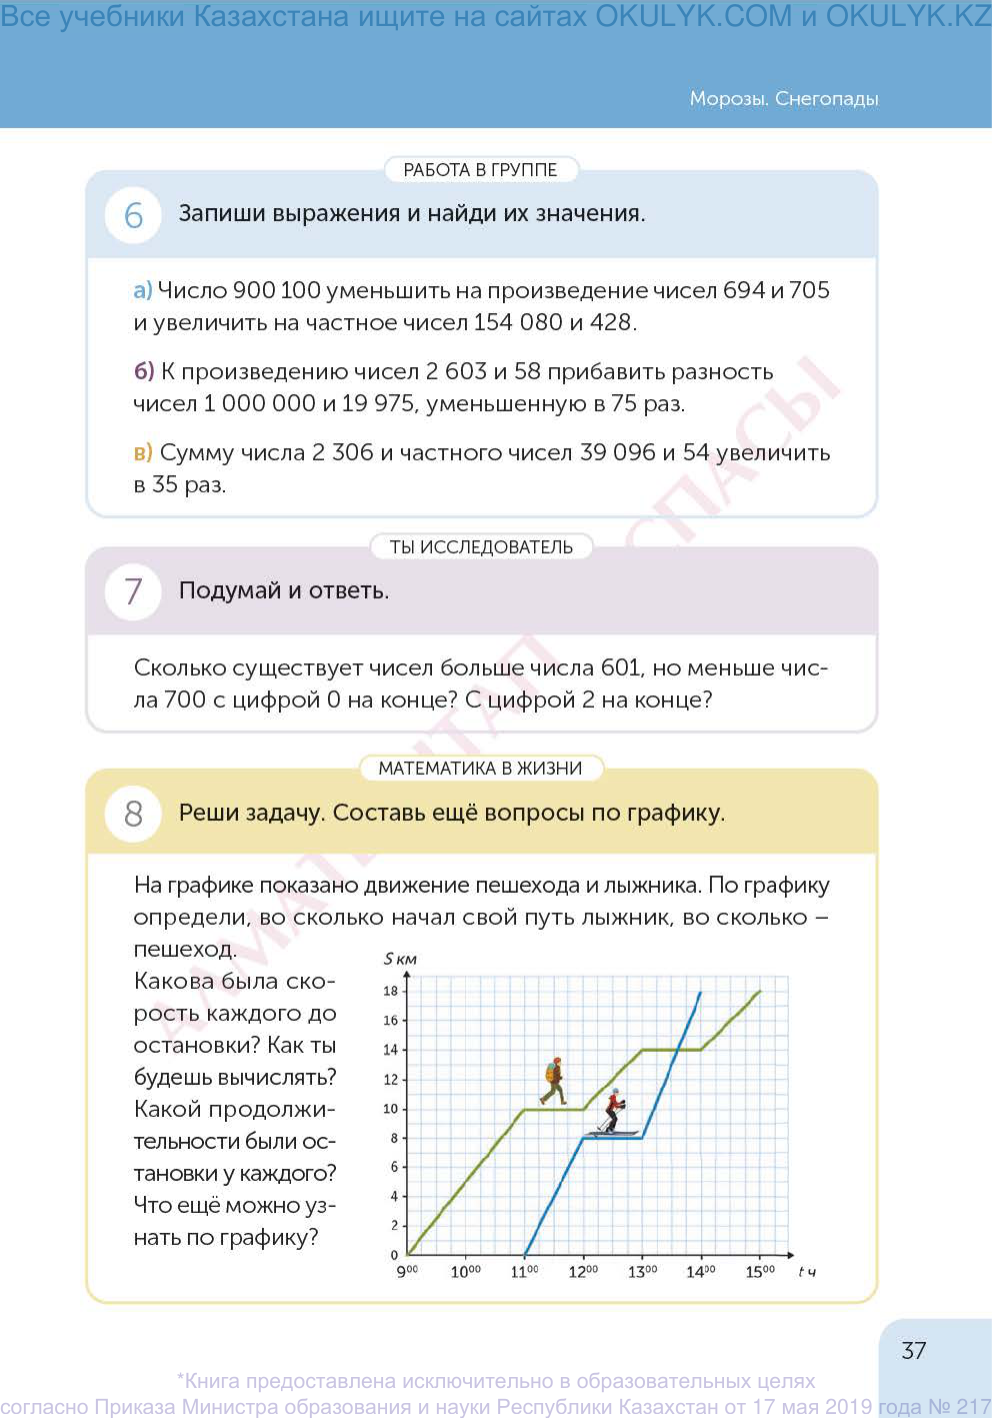 Все учебники Казахстана ищите на сайтах OKULYK.COM и OKULYK.KZ
Морозы. Снегопады
РАБОТА В ГРУППЕ
6
Запиши выражения и найди их значения.
а) Число 900 100 уменьшить на произведение чисел 694 и 705
и увеличить на частное чисел 154 080 и 428.
б) К произведению чисел 2 603 и 58 прибавить разность
чисел 1 000 000 и 19 975, уменьшенную в 75 раз.
в) Сумму числа 2 306 и частного чисел 39 096 и 54 увеличить
в 35 раз.
ТЫ ИССЛЕДОВАТЕЛЬ
7
Подумай и ответь.
Сколько существует чисел больше числа 601, но меньше чис-
ла 700 с цифрой 0 на конце? С цифрой 2 на конце?
МАТЕМАТИКА В ЖИЗНИ
8
Реши задачу. Составь ещё вопросы по графику.
На графике показано движение пешехода и лыжника. По графику
определи, во сколько начал свой путь лыжник, во сколько –
пешеход.
Какова была ско-
рость каждого до
остановки? Как ты
будешь вычислять?
Какой продолжи-
тельности были ос-
тановки у каждого?
Что ещё можно уз-
нать по графику?
S км
18
16
14
12
10
8
6
4
2
0
9⁰⁰ 10⁰⁰ 11⁰⁰ 12⁰⁰ 13⁰⁰ 14⁰⁰ 15⁰⁰ t ч
АЛМАТЫКІТАП БАСПАСЫ
37
*Книга предоставлена исключительно в образовательных целях
согласно Приказа Министра образования и науки Республики Казахстан от 17 мая 2019 года № 217